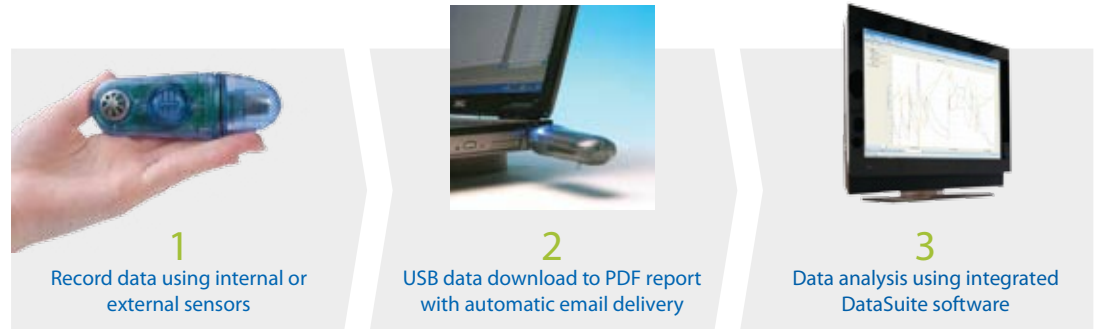 1
Record data using internal or
external sensors
2
USB data download to PDF report
with automatic email delivery
3
Data analysis using integrated
DataSuite software